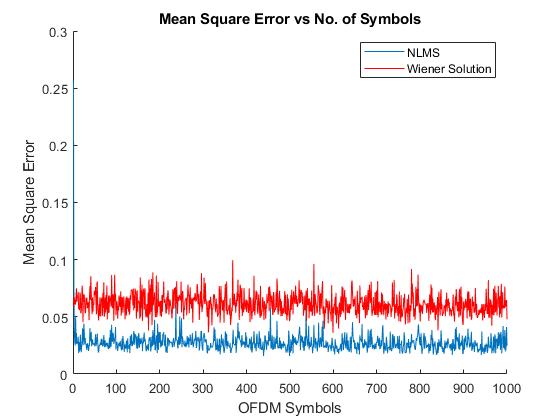 Mean Square Error vs No. of Symbols
NLMS
Wiener Solution
Mean Square Error
0.3
0.25
0.2
0.15
0.1
0.05
0
0 100 200 300 400 500 600 700 800 900 1000
OFDM Symbols